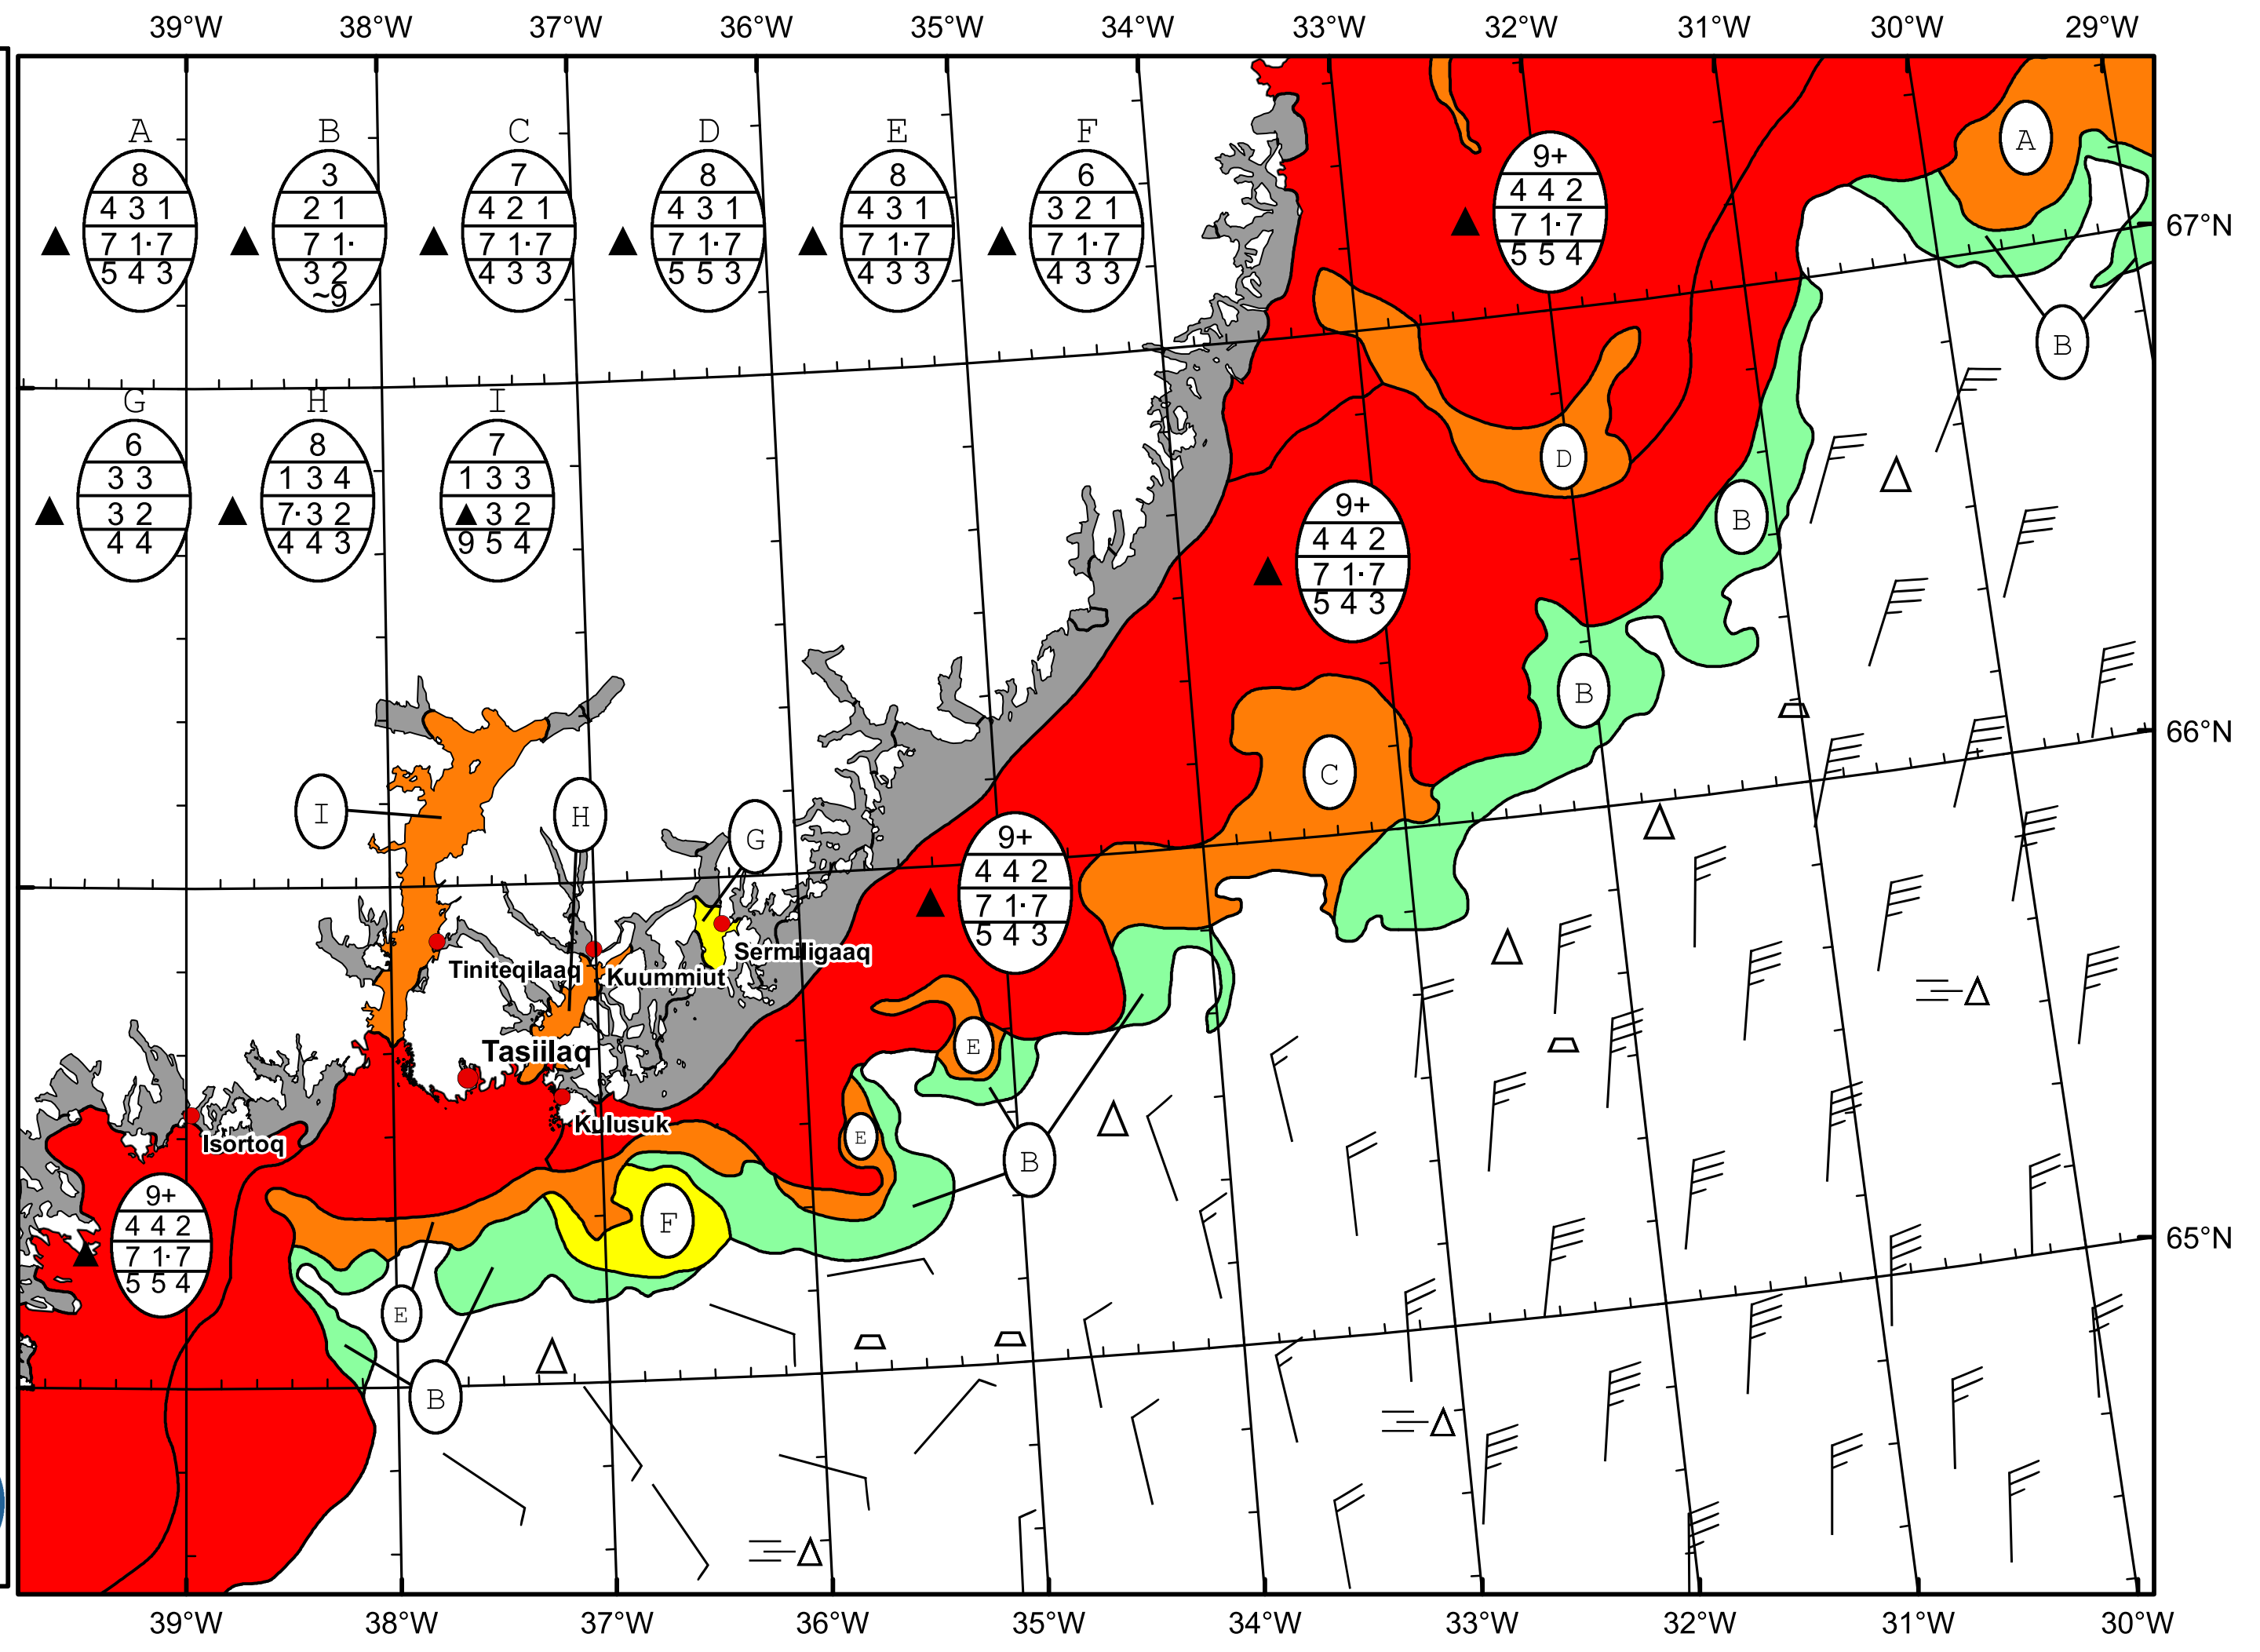 39°W 38°W 37°W 36°W 35°W 34°W 33°W 32°W 31°W 30°W 29°W
A B C D E F
8 3 7 8 8 6 9+
4 3 1 2 1 4 2 1 4 3 1 4 3 1 3 2 1 4 4 2
7 1·7 7 1· 7 1·7 7 1·7 7 1·7 7 1·7 7 1·7
5 4 3 3 2 4 3 3 5 5 3 4 3 3 4 3 3 5 5 4
~9
A
67°N
B
G H I
6 8 7
3 3 1 3 4 1 3 3
3 2 7·3 2 ▲3 2
4 4 4 4 3 9 5 4
D
B
9+
4 4 2
7 1·7
5 4 3
B
66°N
C
I H G
9+
4 4 2
7 1·7
5 4 3
Sermiligaaq
Tiniteqilaaq Kuummiut
Tasiilaq
E
Kulusuk
Isortoq
E
B
9+
4 4 2
7 1·7
5 5 4
F
65°N
E
B
39°W 38°W 37°W 36°W 35°W 34°W 33°W 32°W 31°W 30°W